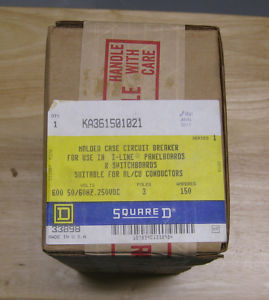 HANDLE
WITH CARE
QTY
1
KA361501021
SERIES 1
MOLDED CASE CIRCUIT BREAKER
FOR USE IN I-LINE PANELBOARDS
& SWITCHBOARDS
SUITABLE FOR AL/CU CONDUCTORS
VOLTS POLES AMPERES
600 50/60HZ.250VDC 3 150
D SQUARE D
33898
MADE IN U.S.A.